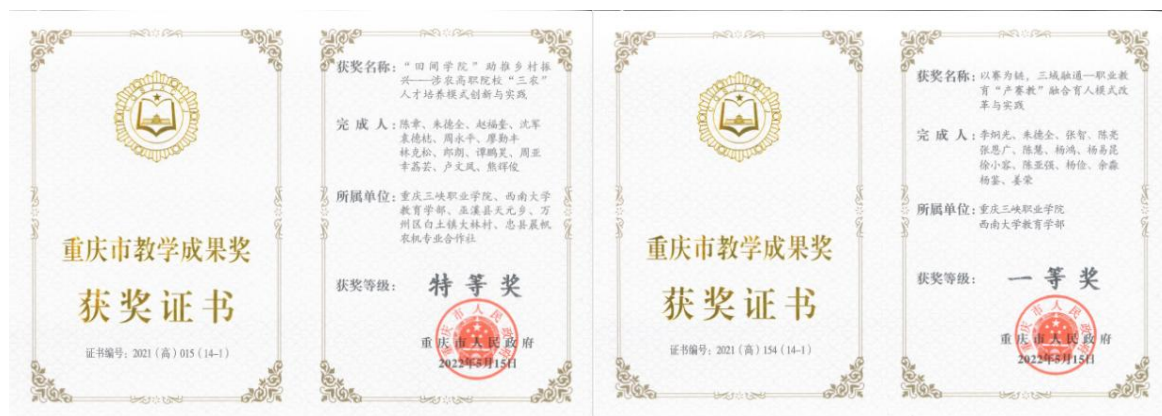 重庆市教学成果奖
获奖证书
证书编号：2021（高）015（14-1）
获奖名称：“田间学院”助推乡村振
兴——涉农高职院校“三农”
人才培养模式创新与实践
完成人：陈章、朱德全、赵福奎、沈军
袁德梽、周永平、廖勤丰
林克松、郎朗、谭鹏昊、周亚
幸荔芸、卢文凤、熊辉俊
所属单位：重庆三峡职业学院、西南大学
教育学部、巫溪县天元乡、万
州区白土镇大林村、忠县晨帆
农机专业合作社
获奖等级：特等奖
重庆市人民政府
2022年5月15日
重庆市教学成果奖
获奖证书
证书编号：2021（高）154（14-1）
获奖名称：以赛为链，三域融通—职业教
育“产赛教”融合育人模式改
革与实践
完成人：李炯光、朱德全、张智、陈亮
张恩广、陈慧、杨鸿、杨易昆
徐小容、陈亚强、杨俭、余淼
杨鉴、姜荣
所属单位：重庆三峡职业学院
西南大学教育学部
获奖等级：一等奖
重庆市人民政府
2022年5月15日